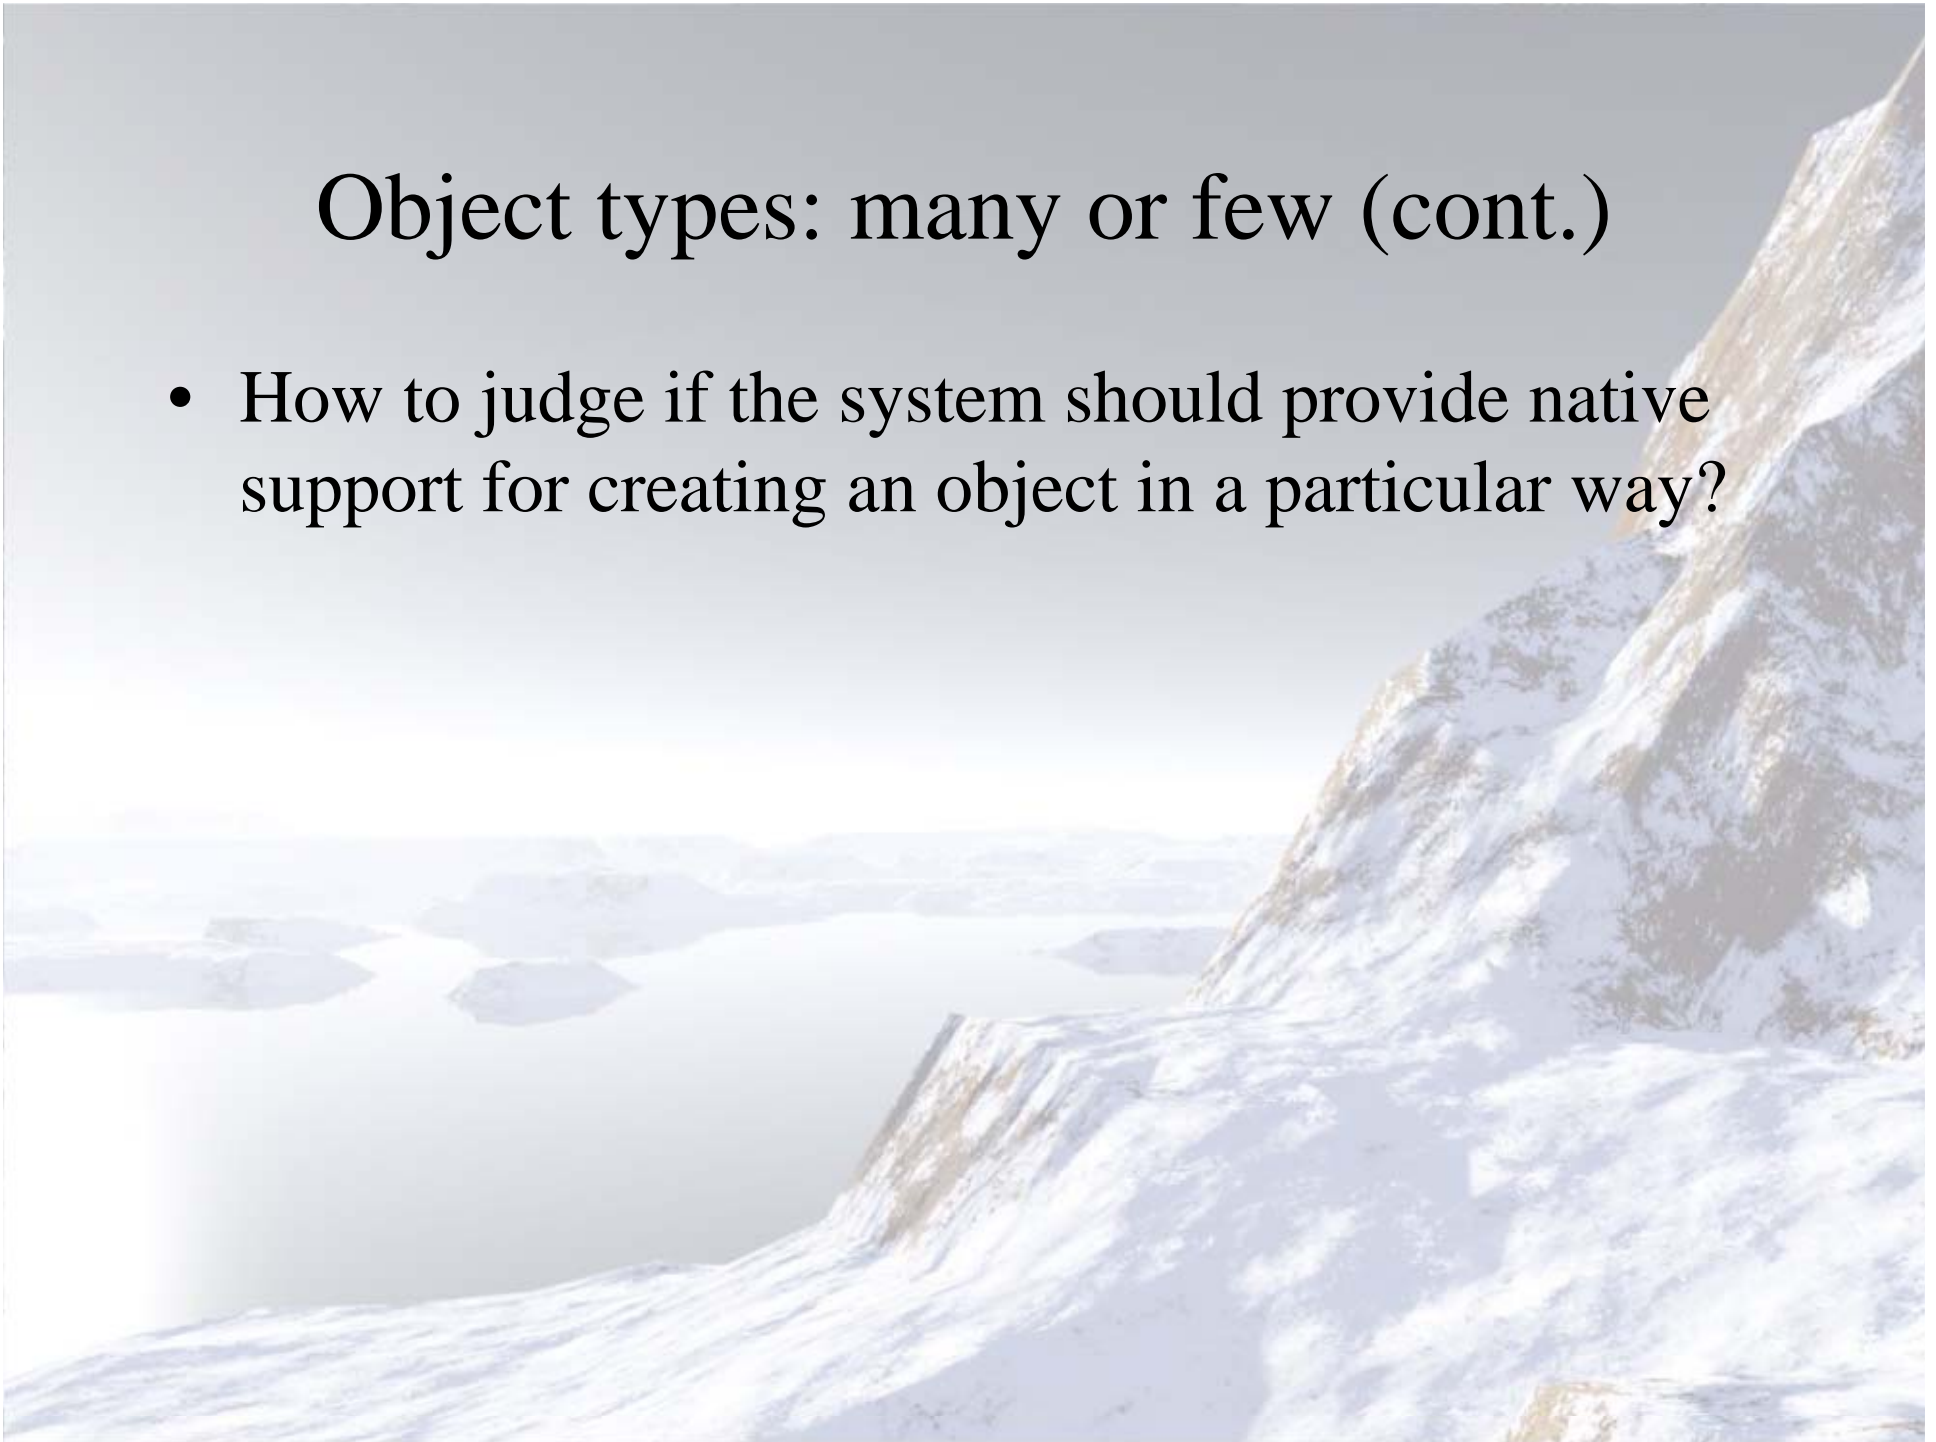 Object types: many or few (cont.)
• How to judge if the system should provide native
support for creating an object in a particular way?